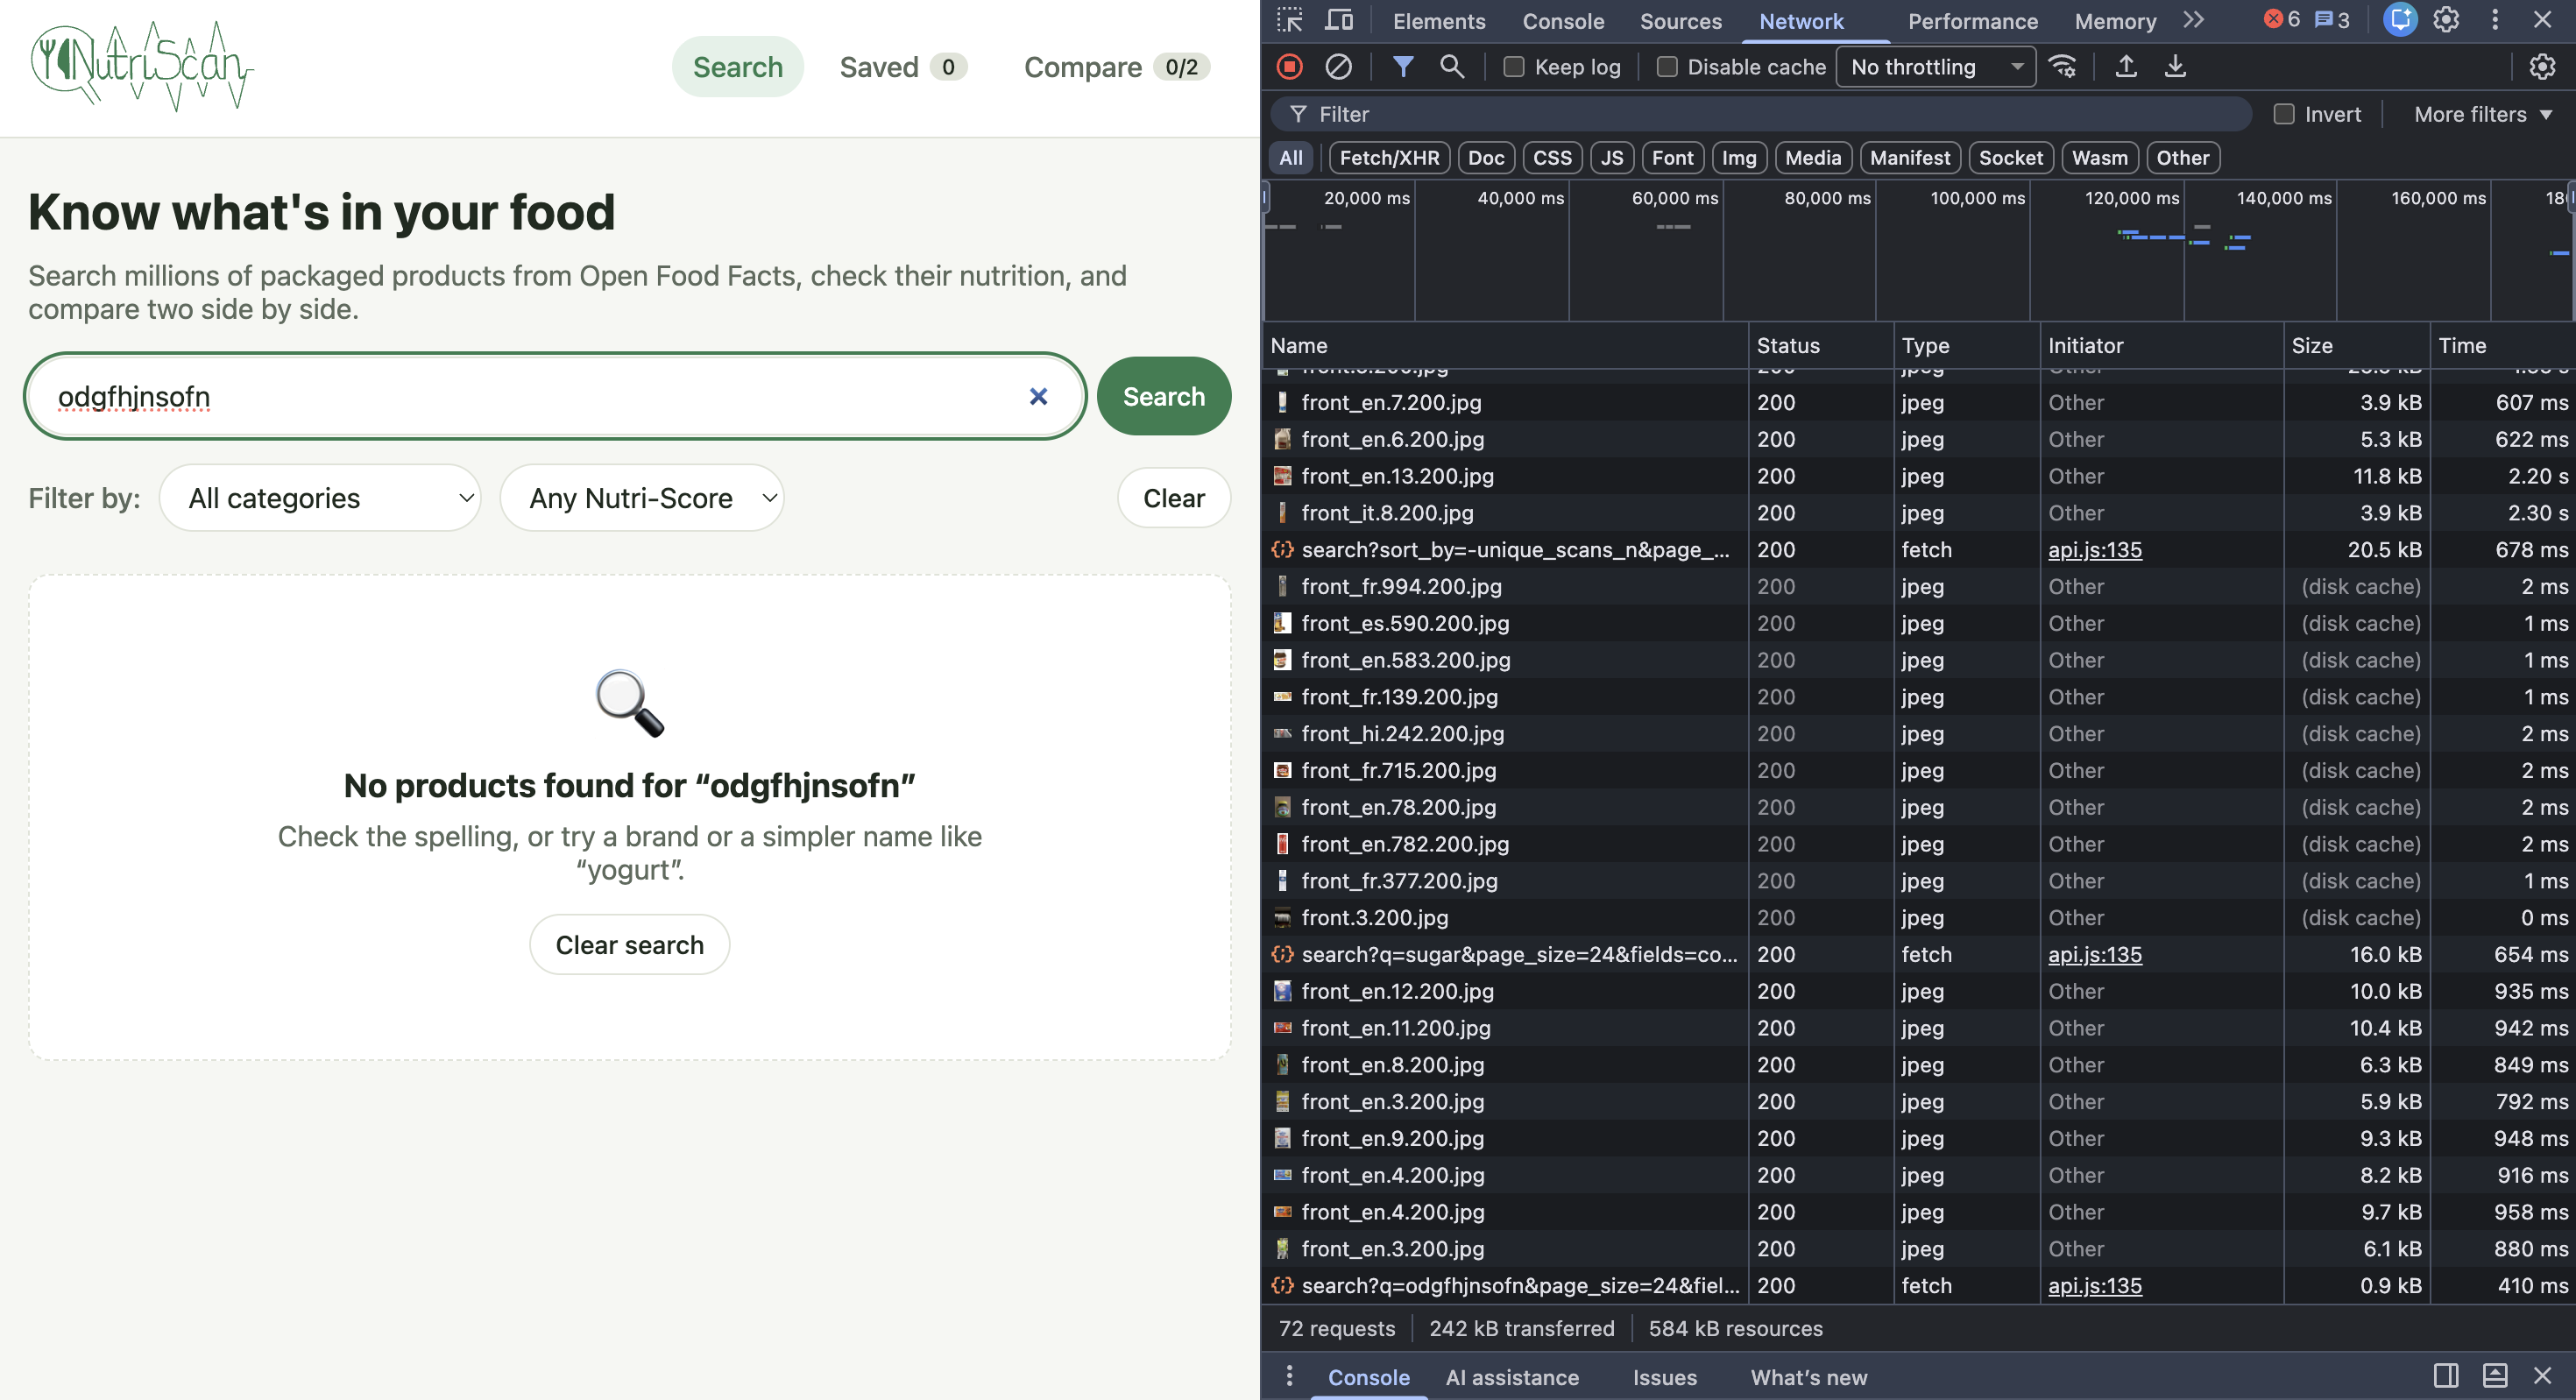 NutriScan
Search
Saved 0
Compare 0/2
Know what's in your food
Search millions of packaged products from Open Food Facts, check their nutrition, and
compare two side by side.
odgfhjnsofn
Search
Filter by:
All categories
Any Nutri-Score
Clear
No products found for “odgfhjnsofn”
Check the spelling, or try a brand or a simpler name like
“yogurt”.
Clear search
Elements Console Sources Network Performance Memory 6 3
Keep log Disable cache No throttling
Filter Invert More filters
All Fetch/XHR Doc CSS JS Font Img Media Manifest Socket Wasm Other
20,000 ms 40,000 ms 60,000 ms 80,000 ms 100,000 ms 120,000 ms 140,000 ms 160,000 ms
Name Status Type Initiator Size Time
front_en.7.200.jpg 200 jpeg Other 3.9 kB 607 ms
front_en.6.200.jpg 200 jpeg Other 5.3 kB 622 ms
front_en.13.200.jpg 200 jpeg Other 11.8 kB 2.20 s
front_it.8.200.jpg 200 jpeg Other 3.9 kB 2.30 s
search?sort_by=-unique_scans_n&page_... 200 fetch api.js:135 20.5 kB 678 ms
front_fr.994.200.jpg 200 jpeg Other (disk cache) 2 ms
front_es.590.200.jpg 200 jpeg Other (disk cache) 1 ms
front_en.583.200.jpg 200 jpeg Other (disk cache) 1 ms
front_fr.139.200.jpg 200 jpeg Other (disk cache) 1 ms
front_hi.242.200.jpg 200 jpeg Other (disk cache) 2 ms
front_fr.715.200.jpg 200 jpeg Other (disk cache) 2 ms
front_en.78.200.jpg 200 jpeg Other (disk cache) 2 ms
front_en.782.200.jpg 200 jpeg Other (disk cache) 2 ms
front_fr.377.200.jpg 200 jpeg Other (disk cache) 1 ms
front.3.200.jpg 200 jpeg Other (disk cache) 0 ms
search?q=sugar&page_size=24&fields=co... 200 fetch api.js:135 16.0 kB 654 ms
front_en.12.200.jpg 200 jpeg Other 10.0 kB 935 ms
front_en.11.200.jpg 200 jpeg Other 10.4 kB 942 ms
front_en.8.200.jpg 200 jpeg Other 6.3 kB 849 ms
front_en.3.200.jpg 200 jpeg Other 5.9 kB 792 ms
front_en.9.200.jpg 200 jpeg Other 9.3 kB 948 ms
front_en.4.200.jpg 200 jpeg Other 8.2 kB 916 ms
front_en.4.200.jpg 200 jpeg Other 9.7 kB 958 ms
front_en.3.200.jpg 200 jpeg Other 6.1 kB 880 ms
search?q=odgfhjnsofn&page_size=24&fiel... 200 fetch api.js:135 0.9 kB 410 ms
72 requests 242 kB transferred 584 kB resources
Console AI assistance Issues What's new